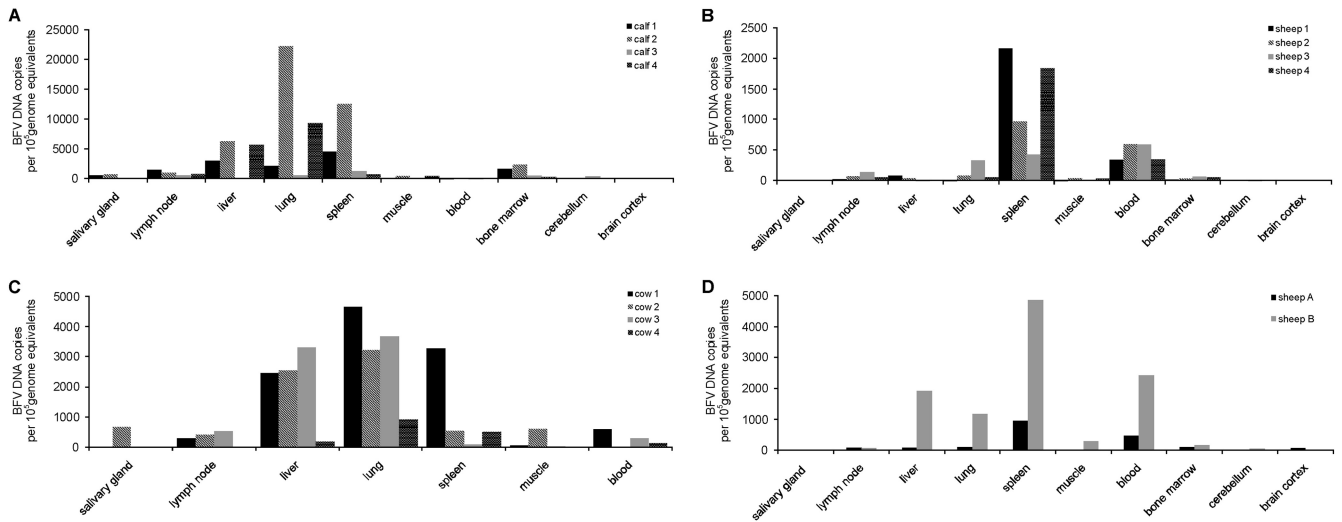 A
BFV DNA copies
per 10⁵genome equivalents
25000
20000
15000
10000
5000
0
calf 1
calf 2
calf 3
calf 4
salivary gland
lymph node
liver
lung
spleen
muscle
blood
bone marrow
cerebellum
brain cortex
B
BFV DNA copies
per 10⁵genome equivalents
2500
2000
1500
1000
500
0
sheep 1
sheep 2
sheep 3
sheep 4
salivary gland
lymph node
liver
lung
spleen
muscle
blood
bone marrow
cerebellum
brain cortex
C
BFV DNA copies
per 10⁵genome equivalents
5000
4000
3000
2000
1000
0
cow 1
cow 2
cow 3
cow 4
salivary gland
lymph node
liver
lung
spleen
muscle
blood
D
BFV DNA copies
per 10⁵genome equivalents
5000
4000
3000
2000
1000
0
sheep A
sheep B
salivary gland
lymph node
liver
lung
spleen
muscle
blood
bone marrow
cerebellum
brain cortex